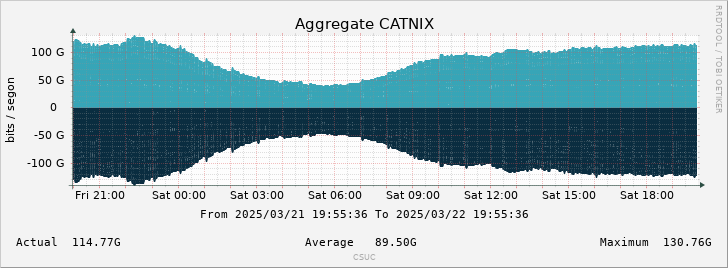 Aggregate CATNIX
RRDTOOL / TOBI OETIKER
bits / segon
100 G
50 G
0
-50 G
-100 G
Fri 21:00 Sat 00:00 Sat 03:00 Sat 06:00 Sat 09:00 Sat 12:00 Sat 15:00 Sat 18:00
From 2025/03/21 19:55:36 To 2025/03/22 19:55:36
Actual 114.77G Average 89.50G Maximum 130.76G
CSUC